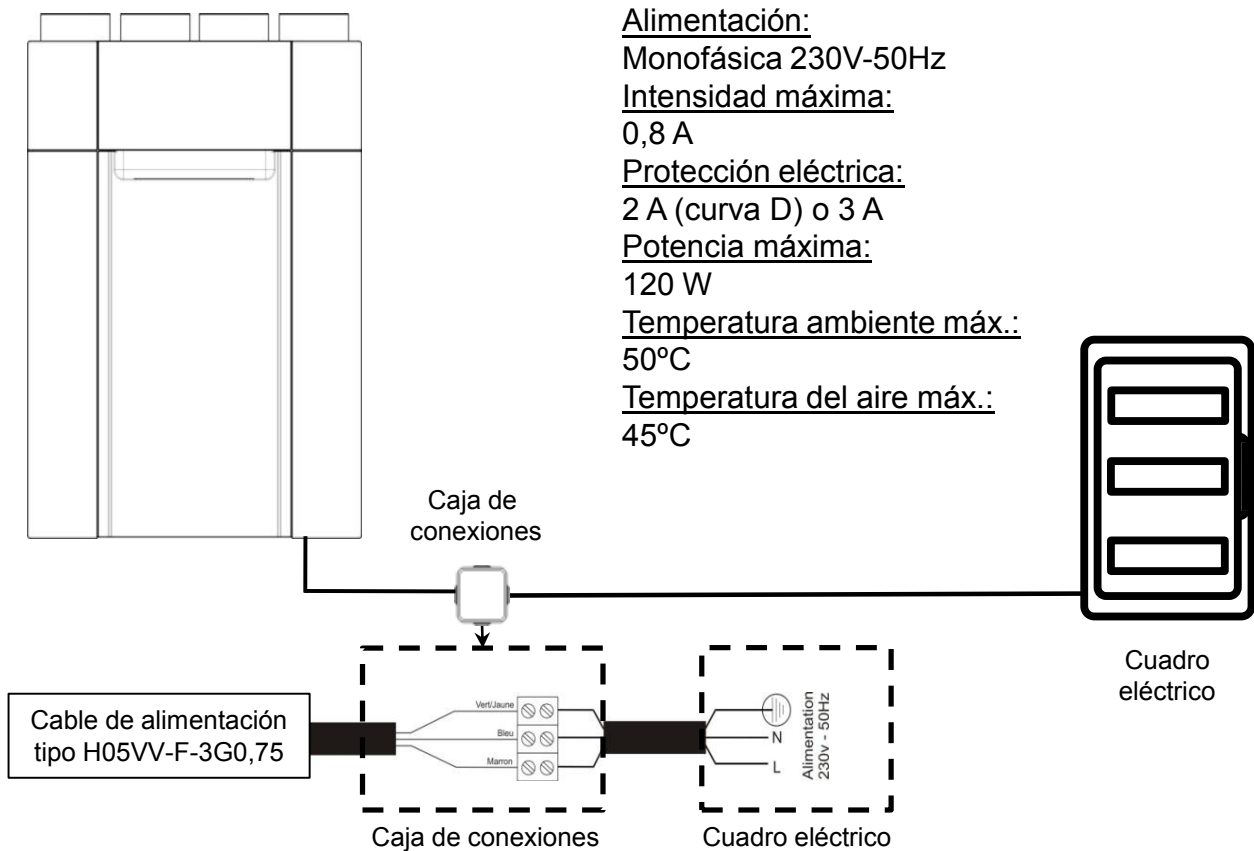 Alimentación:
Monofásica 230V-50Hz
Intensidad máxima:
0,8 A
Protección eléctrica:
2 A (curva D) o 3 A
Potencia máxima:
120 W
Temperatura ambiente máx.:
50ºC
Temperatura del aire máx.:
45ºC
Caja de
conexiones
Cuadro
eléctrico
Cable de alimentación
tipo H05VV-F-3G0,75
Vert/Jaune
Bleu
Marron
N
L
Alimentation
230v - 50Hz
Caja de conexiones
Cuadro eléctrico